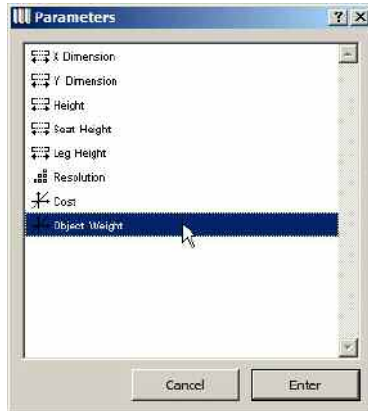 Parameters
X Dimension
Y Dimension
Height
Seat Height
Leg Height
Resolution
Cost
Object Weight
Cancel
Enter